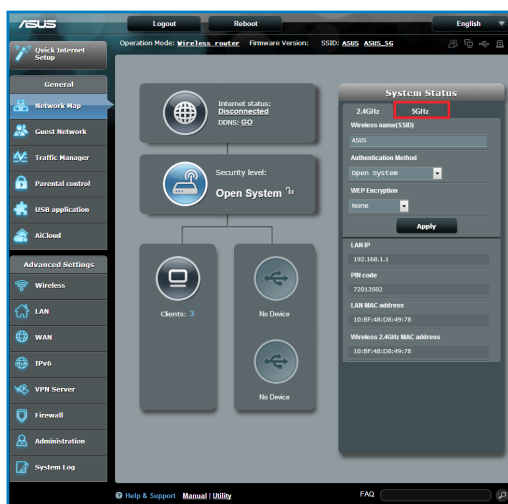 ASUS
Logout
Reboot
English
Quick Internet
Setup
Operation Mode: Wireless router Firmware Version: SSID: ASUS ASUS_5G
General
Network Map
Guest Network
Traffic Manager
Parental control
USB application
AiCloud
Advanced Settings
Wireless
LAN
WAN
IPv6
VPN Server
Firewall
Administration
System Log
Internet status:
Disconnected
DDNS: GO
Security level:
Open System
Clients: 3
No Device
No Device
System Status
2.4GHz
5GHz
Wireless name(SSID)
ASUS
Authentication Method
Open System
WEP Encryption
None
Apply
LAN IP
192.168.1.1
PIN code
72013502
LAN MAC address
10:BF:48:D8:49:78
Wireless 2.4GHz MAC address
10:BF:48:D8:49:78
Help & Support Manual | Utility
FAQ